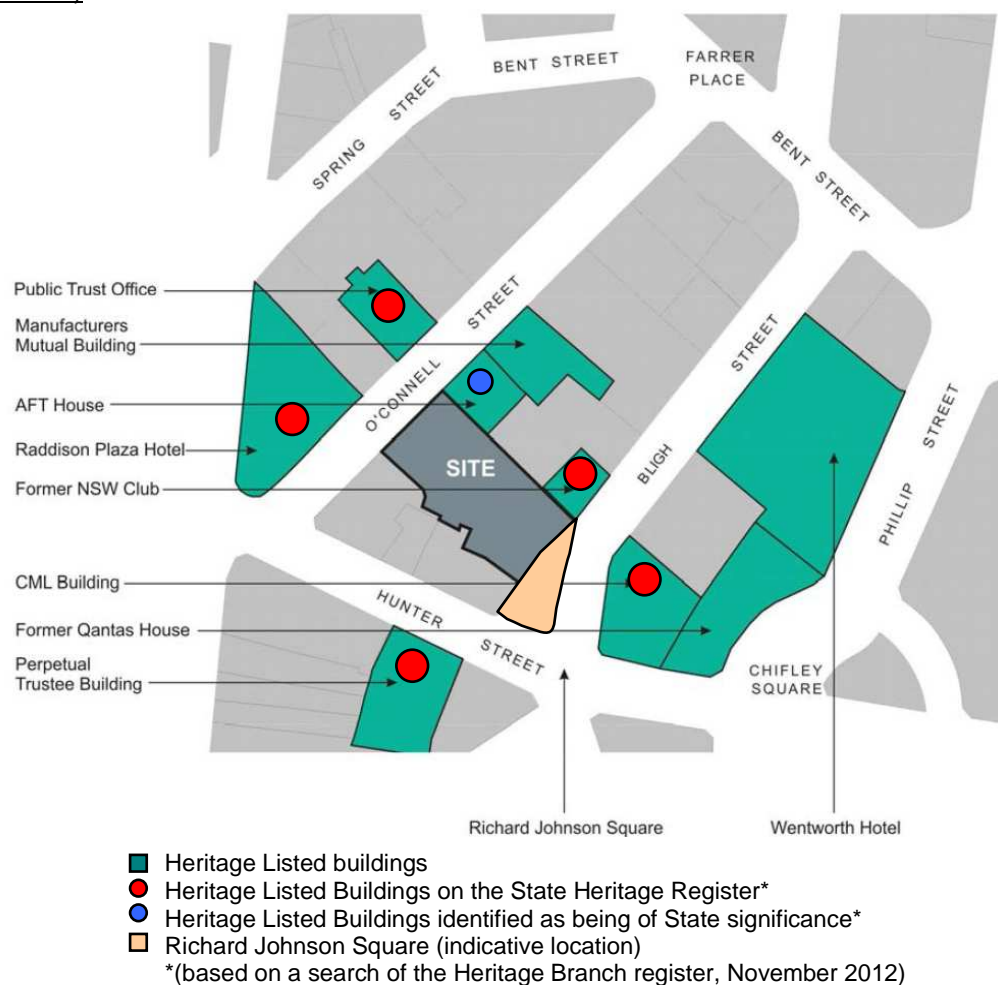 BENT STREET
FARRER
PLACE
SPRING STREET
BENT STREET
Public Trust Office
Manufacturers
Mutual Building
AFT House
Raddison Plaza Hotel
Former NSW Club
CML Building
Former Qantas House
Perpetual
Trustee Building
O'CONNELL STREET
SITE
BLIGH STREET
PHILLIP STREET
HUNTER STREET
CHIFLEY
SQUARE
Richard Johnson Square
Wentworth Hotel
Heritage Listed buildings
Heritage Listed Buildings on the State Heritage Register*
Heritage Listed Buildings identified as being of State significance*
Richard Johnson Square (indicative location)
*(based on a search of the Heritage Branch register, November 2012)